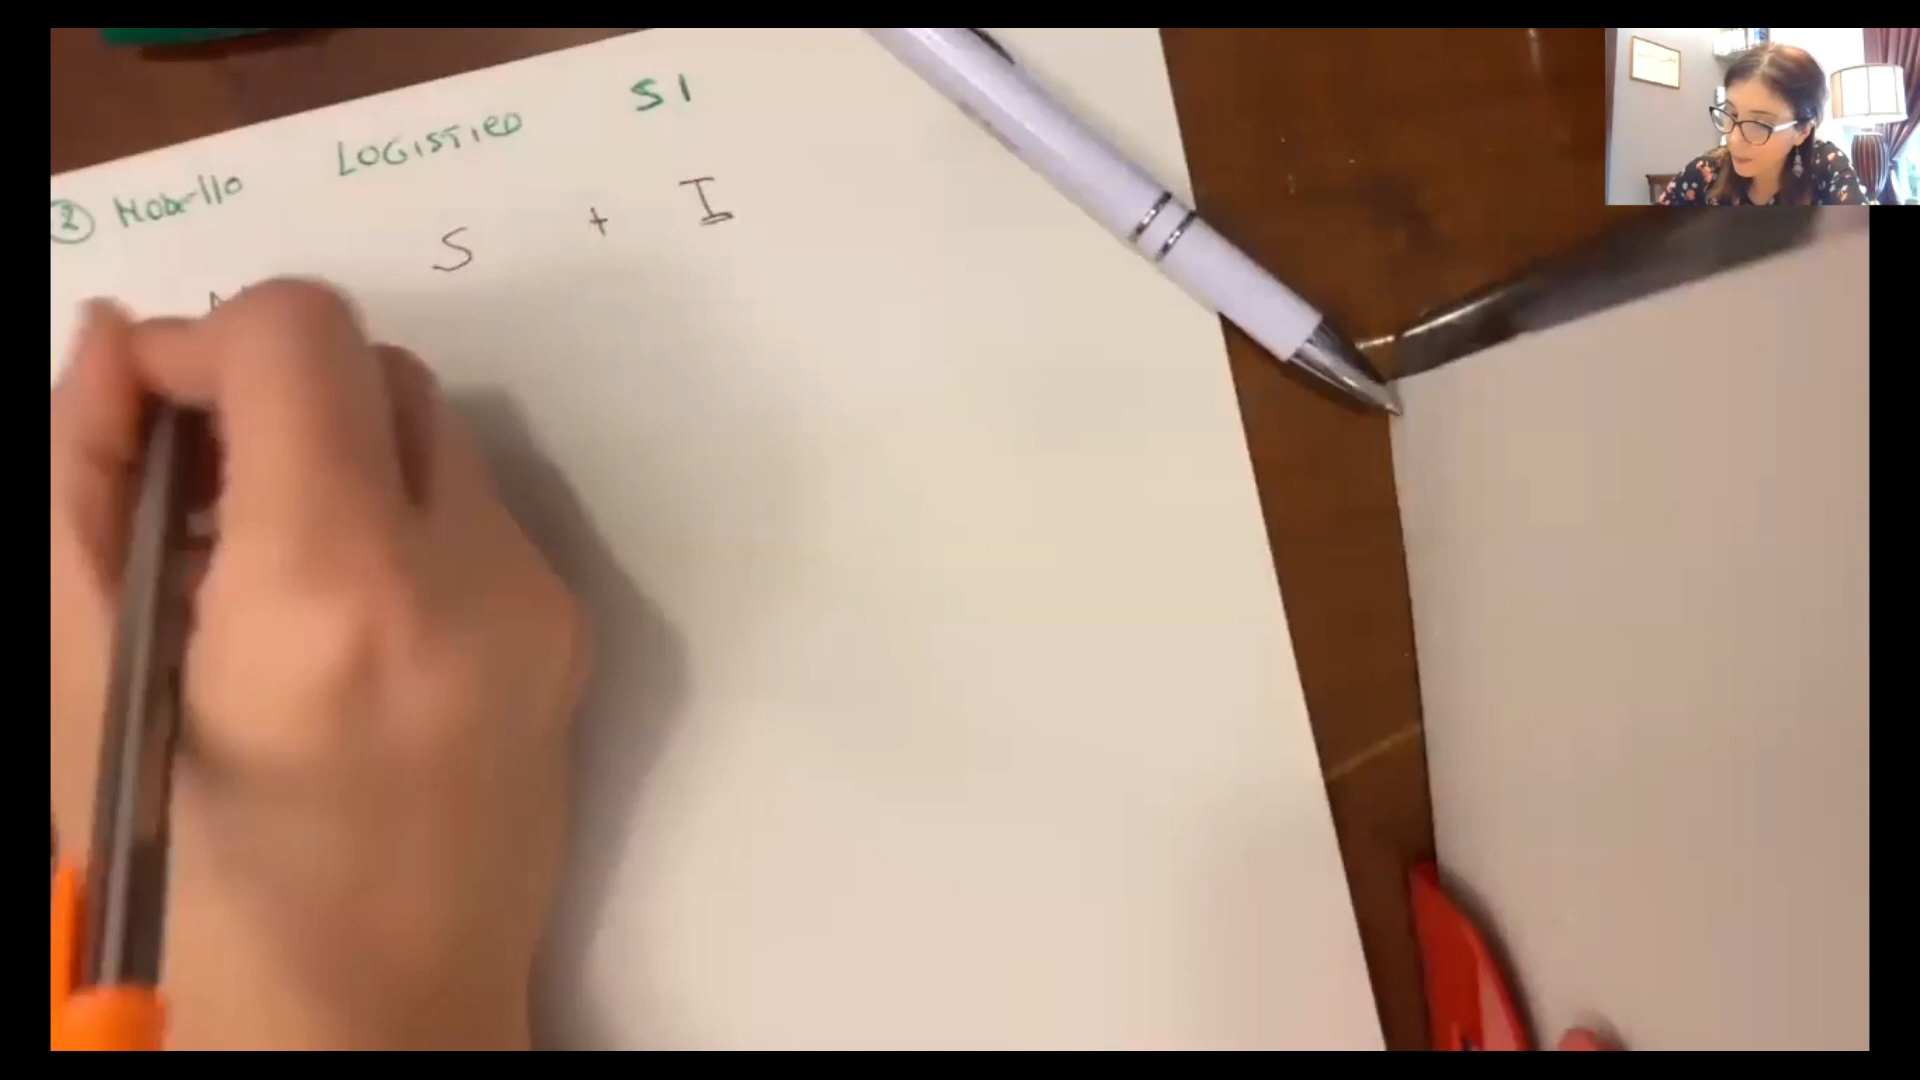 ② Modello LOGISTICO SI
S + I